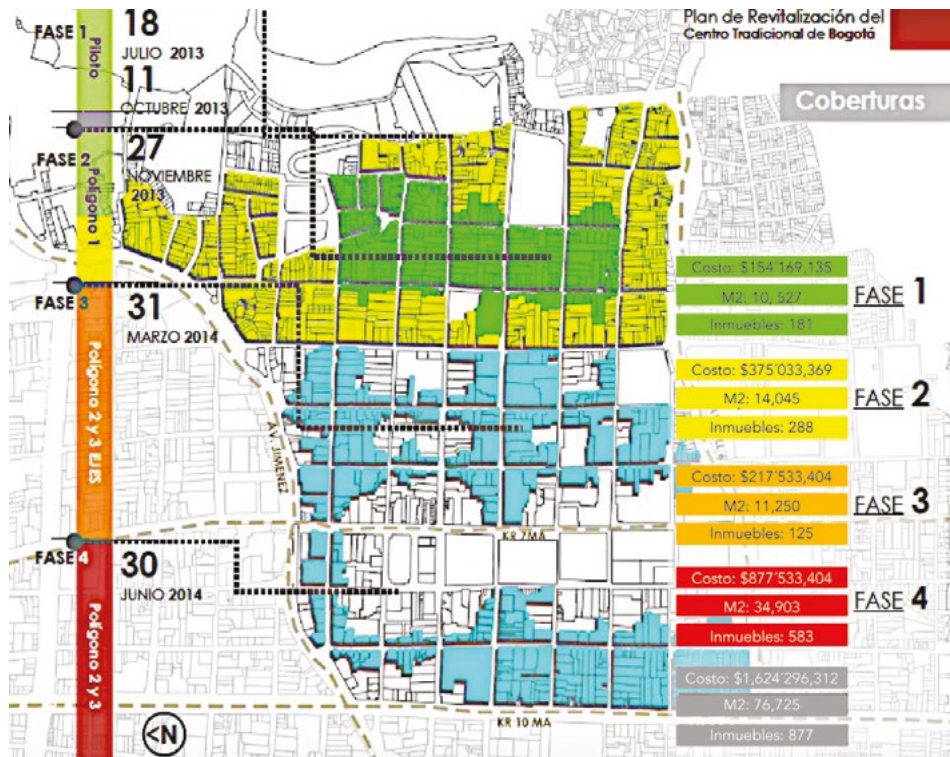 Plan de Revitalización del
Centro Tradicional de Bogotá
Coberturas
FASE 1
Piloto
18
JULIO 2013
11
OCTUBRE 2013
FASE 2
Polígono 1
27
NOVIEMBRE
2013
FASE 3
31
MARZO 2014
Polígono 2 y 3 EJES
FASE 4
30
JUNIO 2014
Polígono 2 y 3
AV. JIMENEZ
KR 7MA
KR 10 MA
<N
Costo: $154'169,135
M2: 10, 527
Inmuebles: 181
FASE 1
Costo: $375'033,369
M2: 14,045
Inmuebles: 288
FASE 2
Costo: $217'533,404
M2: 11,250
Inmuebles: 125
FASE 3
Costo: $877'533,404
M2: 34,903
Inmuebles: 583
FASE 4
Costo: $1,624'296,312
M2: 76,725
Inmuebles: 877